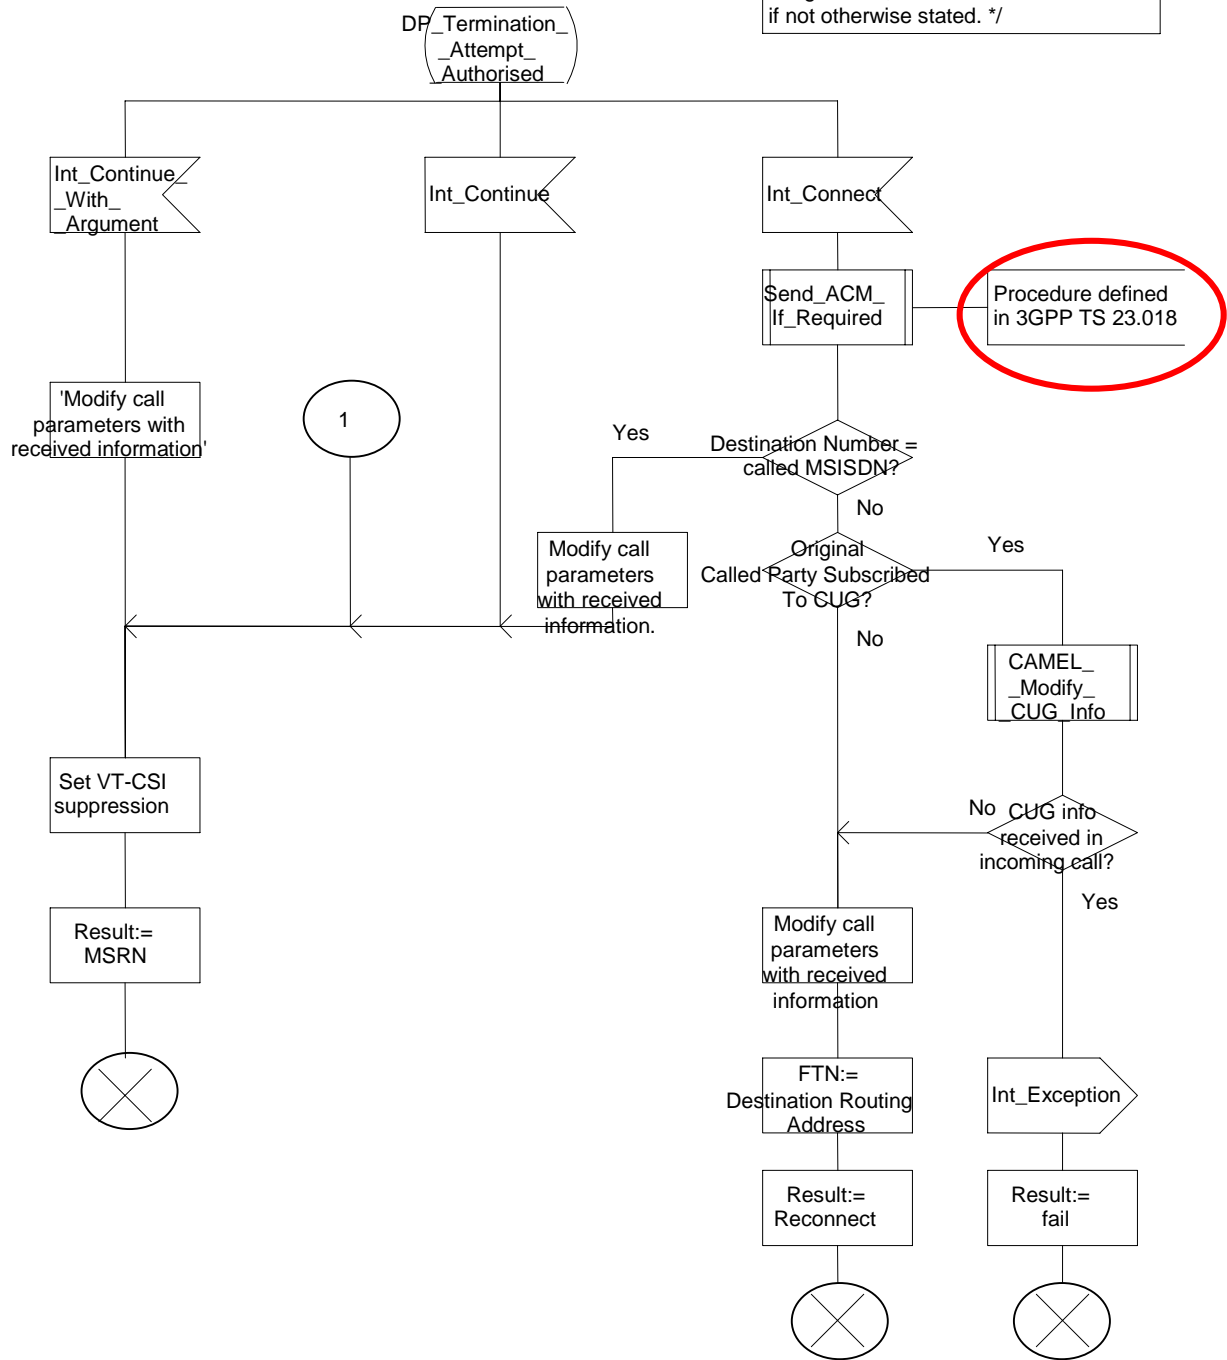 if not otherwise stated. */
DP_Termination_
_Attempt_
_Authorised
Int_Continue_
_With_
_Argument
Int_Continue
Int_Connect
Send_ACM_
If_Required
Procedure defined
in 3GPP TS 23.018
'Modify call
parameters with
received information'
1
Yes
Destination Number =
called MSISDN?
No
Modify call
parameters
with received
information.
Original
Called Party Subscribed
To CUG?
Yes
No
CAMEL_
_Modify_
_CUG_Info
Set VT-CSI
suppression
No
CUG info
received in
incoming call?
Yes
Result:=
MSRN
Modify call
parameters
with received
information
FTN:=
Destination Routing
Address
Int_Exception
Result:=
Reconnect
Result:=
fail